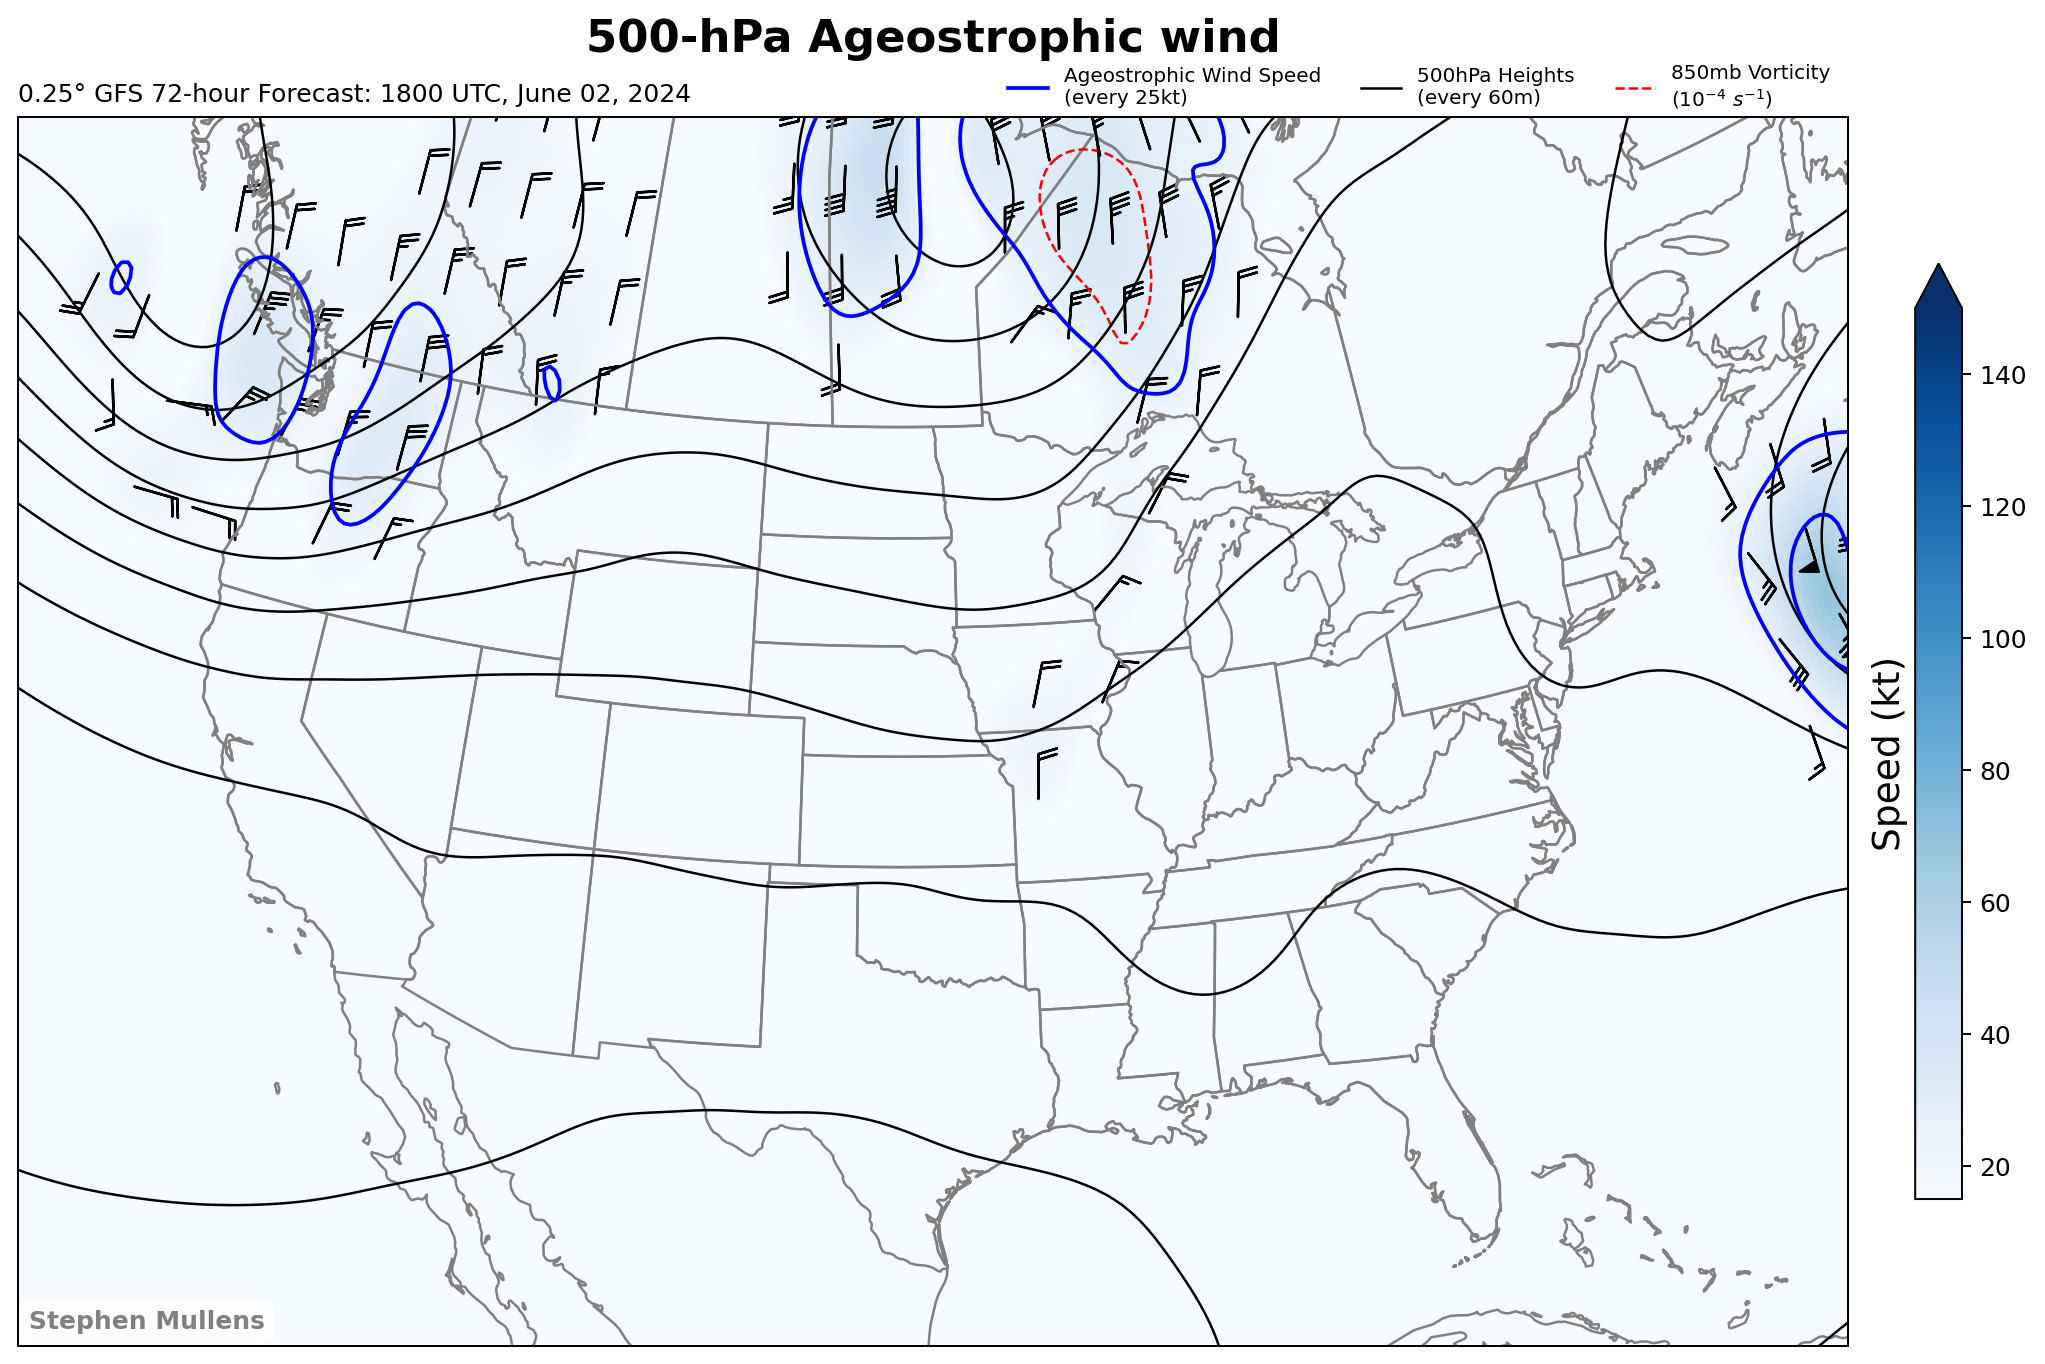 500-hPa Ageostrophic wind
0.25° GFS 72-hour Forecast: 1800 UTC, June 02, 2024
Ageostrophic Wind Speed
(every 25kt)
500hPa Heights
(every 60m)
850mb Vorticity
(10⁻⁴ s⁻¹)
140
120
100
80
60
40
20
Speed (kt)
Stephen Mullens